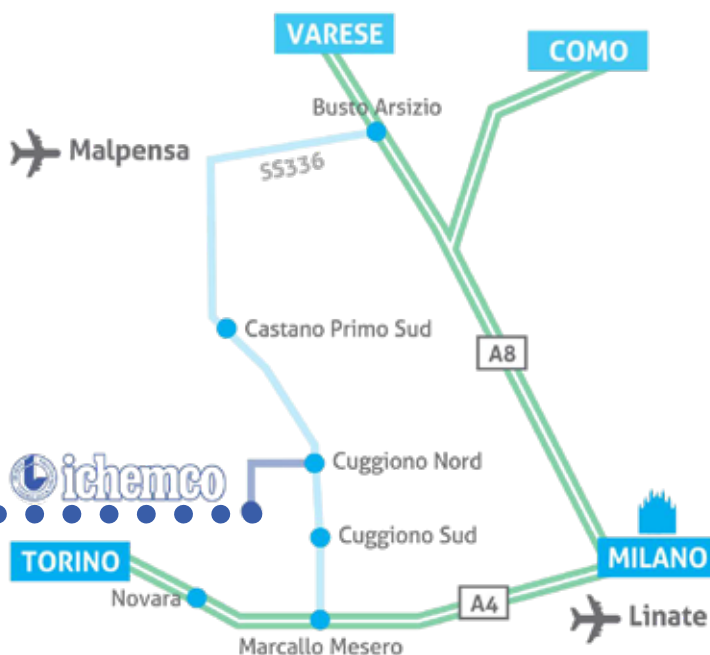 VARESE
COMO
Busto Arsizio
Malpensa
SS336
Castano Primo Sud
A8
ichemco
Cuggiono Nord
Cuggiono Sud
TORINO
MILANO
Novara
A4
Linate
Marcallo Mesero